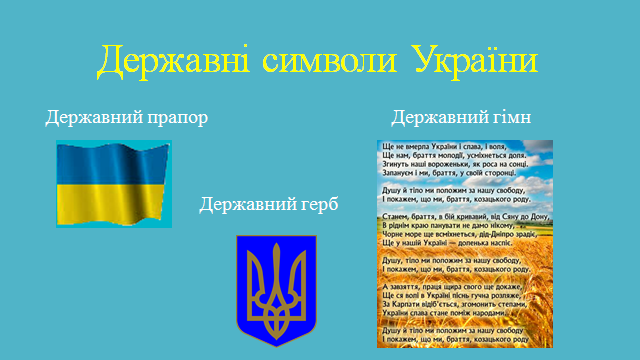 Державні символи України
Державний прапор
Державний гімн
Державний герб
Ще не вмерла України і слава, і воля,
Ще нам, браття молодії, усміхнеться доля.
Згинуть наші вороженьки, як роса на сонці.
Запануєм і ми, браття, у своїй сторонці.
Душу й тіло ми положим за нашу свободу,
І покажем, що ми, браття, козацького роду.
Станем, браття, в бій кривавий, від Сяну до Дону,
В ріднім краю панувати не дамо нікому,
Чорне море ще всміхнеться, дід-Дніпро зрадіє,
Ще у нашій Україні — доленька наспіє.
Душу, тіло ми положим за нашу свободу,
І покажем, що ми, браття, козацького роду.
А завзяття, праця щира свого ще докаже,
Ще ся волі в Україні піснь гучна розляже,
За Карпати відіб'ється, згомонить степами,
України слава стане поміж народами.
Душу й тіло ми положим за нашу свободу
І покажем, що ми, браття, козацького роду